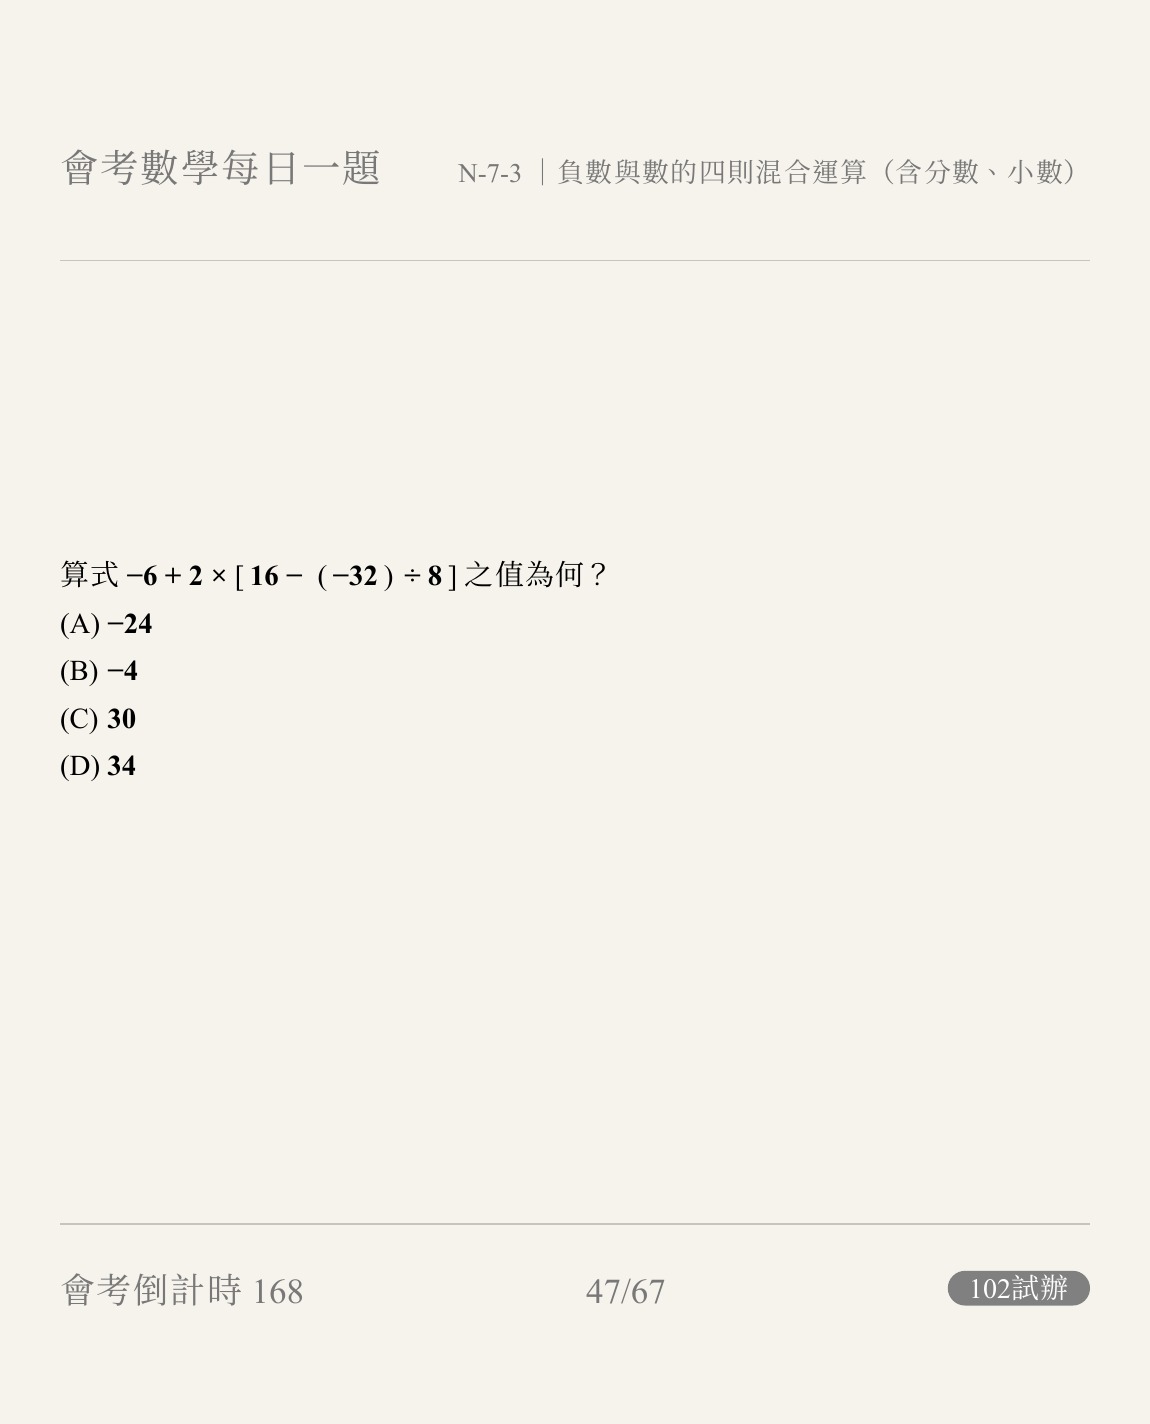 會考數學每日一題
N-7-3｜負數與數的四則混合運算（含分數、小數）
算式 −6 + 2 × [ 16 − ( −32 ) ÷ 8 ] 之值為何？
(A) −24
(B) −4
(C) 30
(D) 34
會考倒計時 168
47/67
102試辦